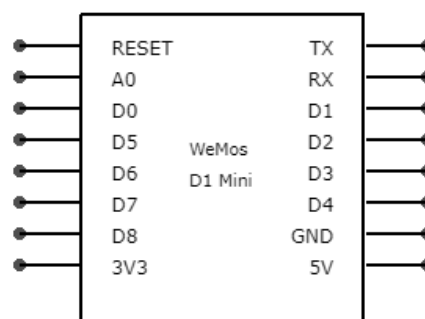 RESET TX
A0 RX
D0 D1
D5 D2
WeMos
D6 D3
D1 Mini
D7 D4
D8 GND
3V3 5V